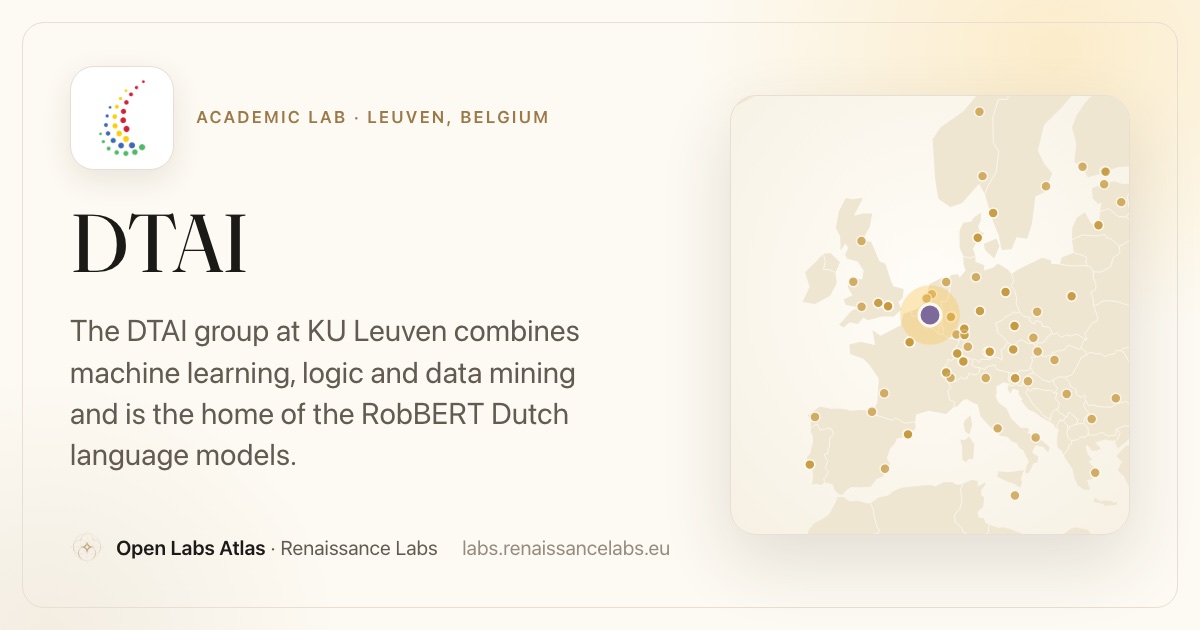 ACADEMIC LAB · LEUVEN, BELGIUM
DTAI
The DTAI group at KU Leuven combines
machine learning, logic and data mining
and is the home of the RobBERT Dutch
language models.
Open Labs Atlas · Renaissance Labs labs.renaissancelabs.eu